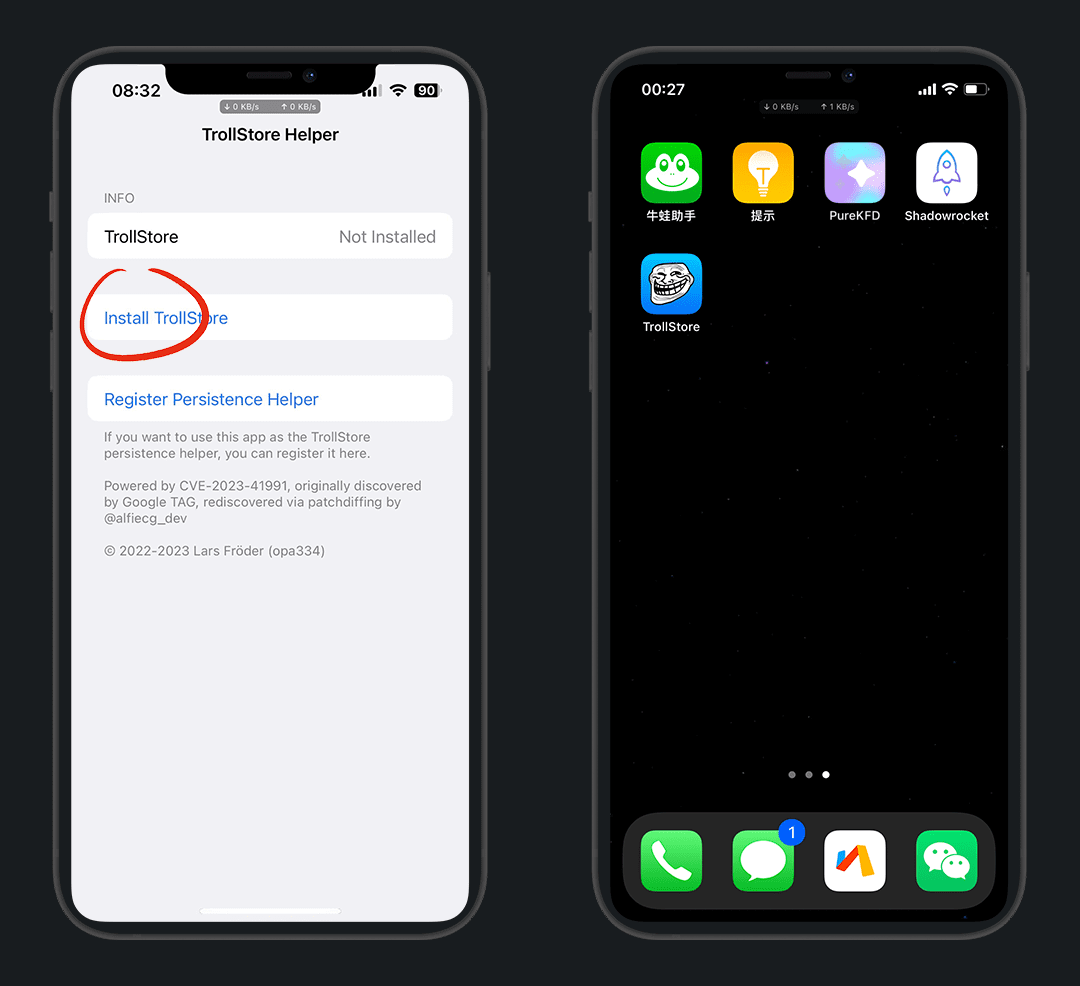 08:32
90
↓ 0 KB/s ↑ 0 KB/s
TrollStore Helper
INFO
TrollStore Not Installed
Install TrollStore
Register Persistence Helper
If you want to use this app as the TrollStore
persistence helper, you can register it here.
Powered by CVE-2023-41991, originally discovered
by Google TAG, rediscovered via patchdiffing by
@alfiecg_dev
© 2022-2023 Lars Fröder (opa334)
00:27
↓ 0 KB/s ↑ 1 KB/s
牛蛙助手 提示 PureKFD Shadowrocket
TrollStore
1